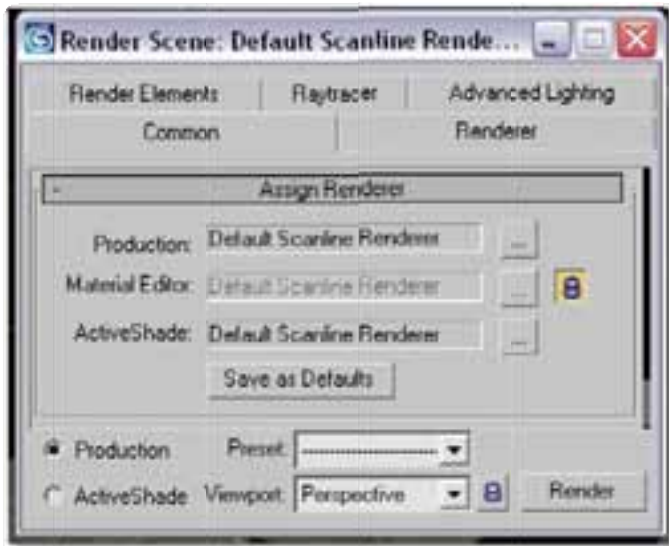 Render Scene: Default Scanline Rende...
Render Elements Raytracer Advanced Lighting
Common Renderer
- Assign Renderer
Production: Default Scanline Renderer ...
Material Editor: Default Scanline Renderer ...
ActiveShade: Default Scanline Renderer ...
Save as Defaults
Production Preset: --------------------
ActiveShade Viewport: Perspective Render